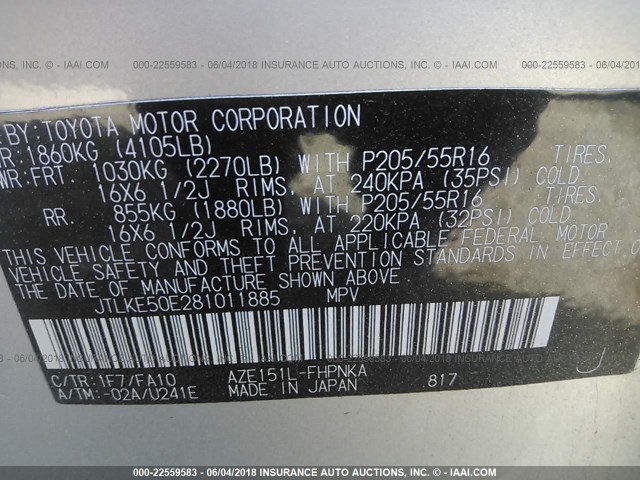 INSURANCE AUTO AUCTIONS, INC. - © IAAI.COM 000-22559583 - 06/04/2018 INSURANCE AUTO AUCTIONS, INC. - © IAAI.COM 000-22559583 - 06/04/2018
BY: TOYOTA MOTOR CORPORATION
1860KG (4105LB)
FRT 1030KG (2270LB) WITH P205/55R16 TIRES,
16X6 1/2J RIMS, AT 240KPA (35PSI) COLD.
RR. 855KG (1880LB) WITH P205/55R16 TIRES,
16X6 1/2J RIMS, AT 220KPA (32PSI) COLD.
THIS VEHICLE CONFORMS TO ALL APPLICABLE FEDERAL MOTOR
VEHICLE SAFETY AND THEFT PREVENTION STANDARDS IN EFFECT
THE DATE OF MANUFACTURE SHOWN ABOVE
JTLKE50E281011885 MPV
C/TR:1F7/FA10 AZE151L-FHPNKA
A/TM:-02A/U241E MADE IN JAPAN 817 J
000-22559583 - 06/04/2018 INSURANCE AUTO AUCTIONS, INC. - © IAAI.COM